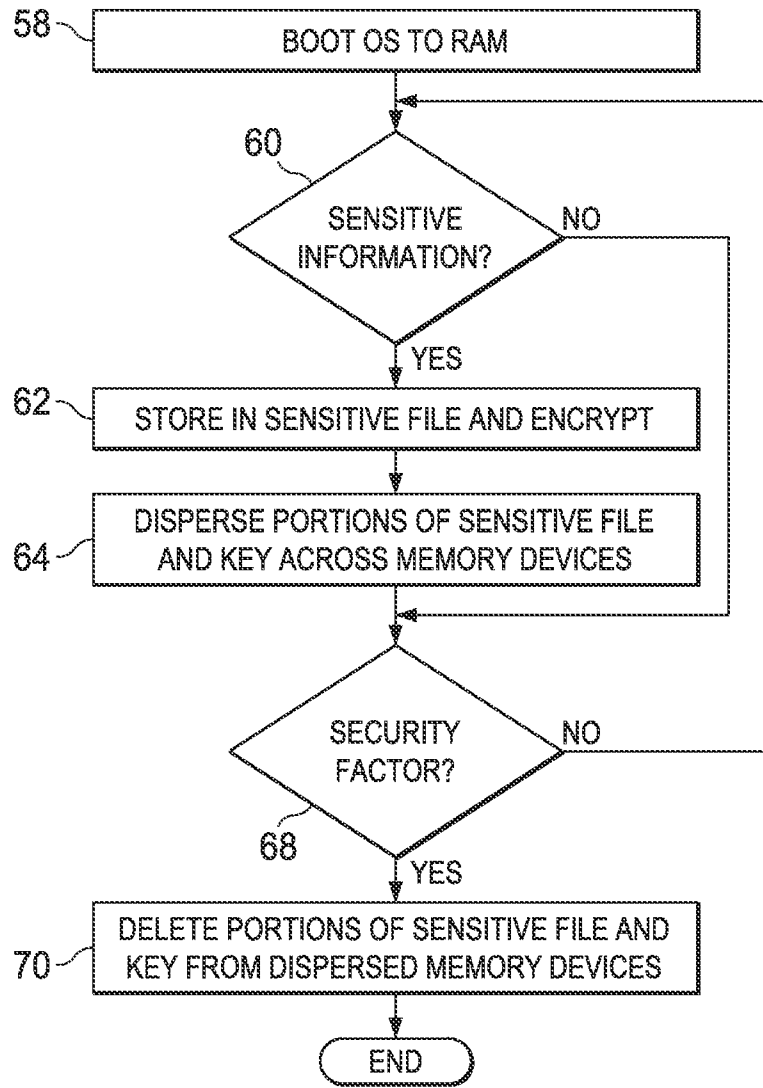 58
BOOT OS TO RAM
60
SENSITIVE
INFORMATION?
NO
YES
62
STORE IN SENSITIVE FILE AND ENCRYPT
64
DISPERSE PORTIONS OF SENSITIVE FILE
AND KEY ACROSS MEMORY DEVICES
SECURITY
FACTOR?
NO
68
YES
70
DELETE PORTIONS OF SENSITIVE FILE AND
KEY FROM DISPERSED MEMORY DEVICES
END